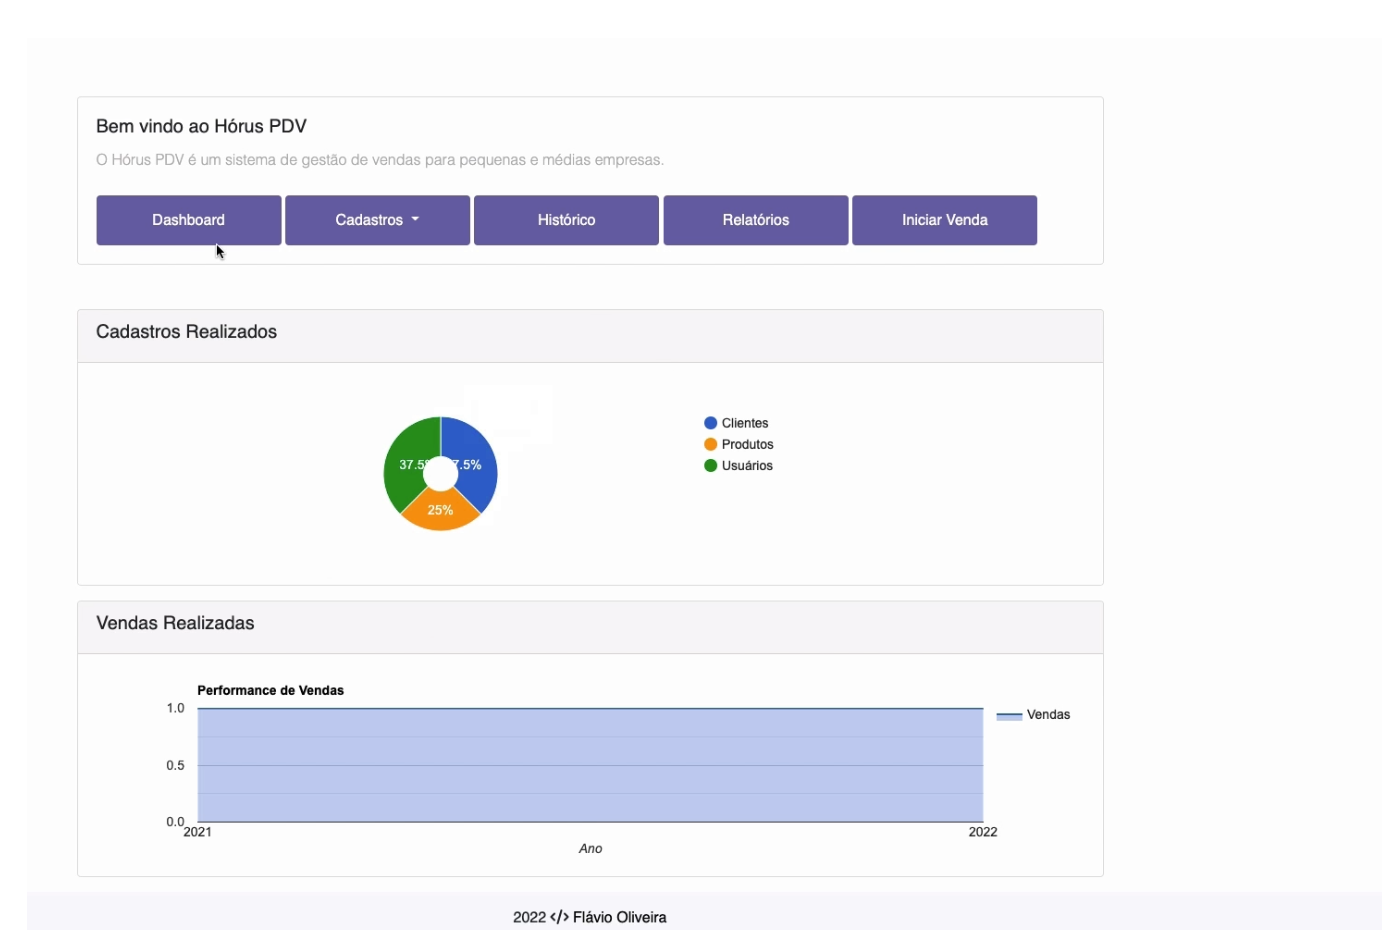 Bem vindo ao Hórus PDV
O Hórus PDV é um sistema de gestão de vendas para pequenas e médias empresas.
Dashboard Cadastros Histórico Relatórios Iniciar Venda
Cadastros Realizados
Clientes
Produtos
Usuários
37.5 7.5%
25%
Vendas Realizadas
Performance de Vendas
1.0
Vendas
0.5
0.0
2021 2022
Ano
2022 </> Flávio Oliveira